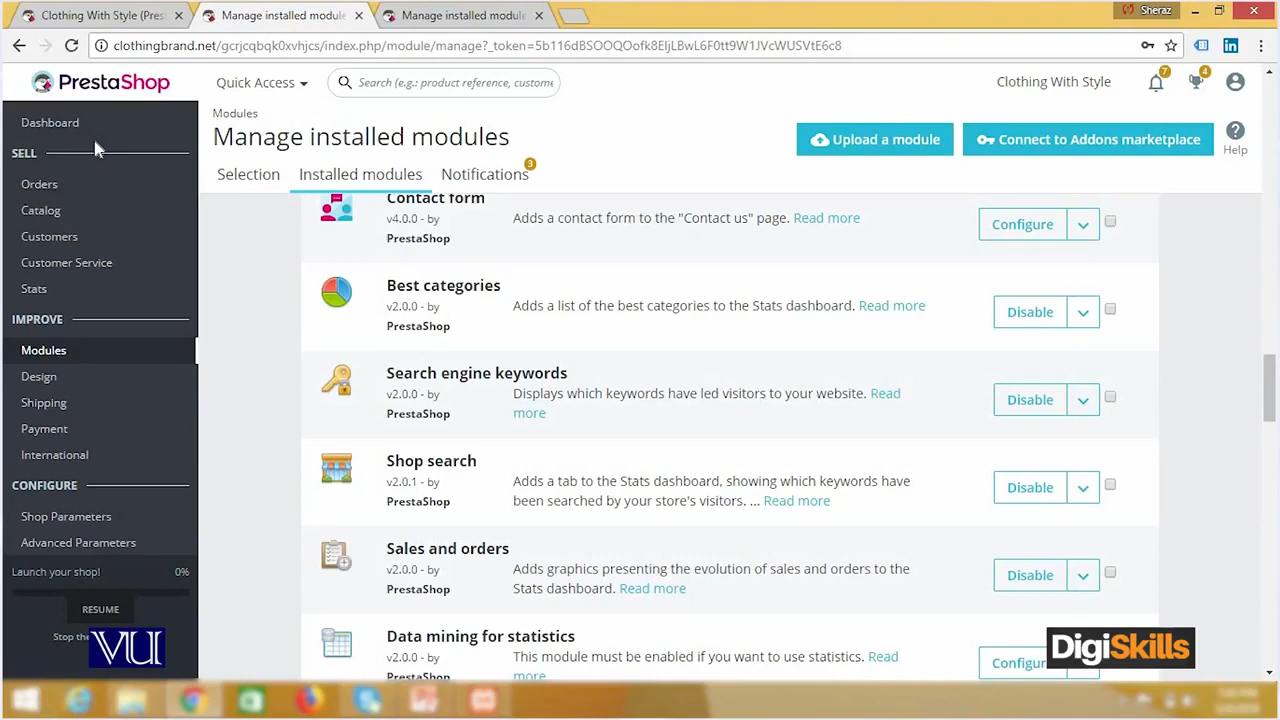 Clothing With Style (Pres
Manage installed module
Manage installed modul
Sheraz
clothingbrand.net/gcrjcqbqk0xvhjcs/index.php/module/manage?_token=5b116dBSOOQOofk8EIjLBwL6F0tt9W1JVcWUSVtE6c8
PrestaShop
Quick Access
Search (e.g.: product reference, custome
Clothing With Style
7
4
Dashboard
SELL
Orders
Catalog
Customers
Customer Service
Stats
IMPROVE
Modules
Design
Shipping
Payment
International
CONFIGURE
Shop Parameters
Advanced Parameters
Launch your shop! 0%
RESUME
Stop the
VU
Modules
Manage installed modules
Upload a module
Connect to Addons marketplace
Help
Selection
Installed modules
Notifications
3
Contact form
v4.0.0 - by
PrestaShop
Adds a contact form to the "Contact us" page. Read more
Configure
Best categories
v2.0.0 - by
PrestaShop
Adds a list of the best categories to the Stats dashboard. Read more
Disable
Search engine keywords
v2.0.0 - by
PrestaShop
Displays which keywords have led visitors to your website. Read
more
Disable
Shop search
v2.0.1 - by
PrestaShop
Adds a tab to the Stats dashboard, showing which keywords have
been searched by your store's visitors. ... Read more
Disable
Sales and orders
v2.0.0 - by
PrestaShop
Adds graphics presenting the evolution of sales and orders to the
Stats dashboard. Read more
Disable
Data mining for statistics
v2.0.0 - by
PrestaShop
This module must be enabled if you want to use statistics. Read
more
Configur
DigiSkills